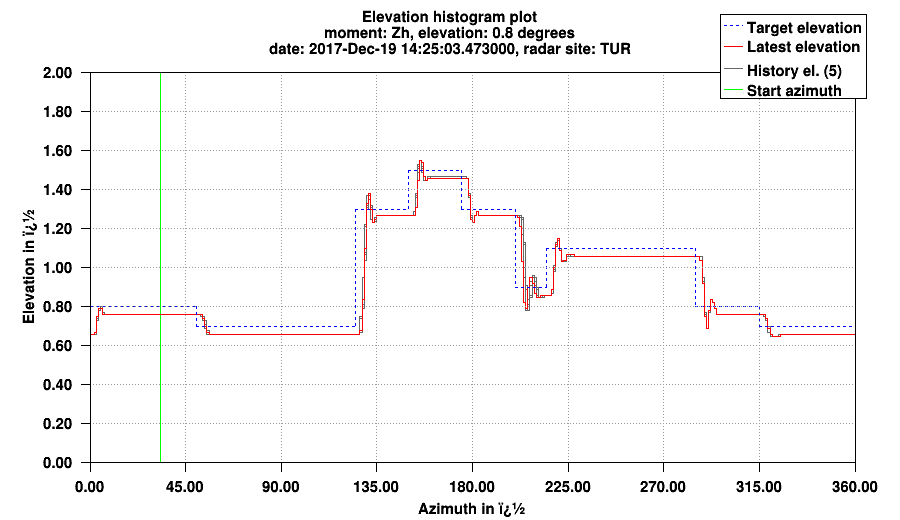 Elevation histogram plot
moment: Zh, elevation: 0.8 degrees
date: 2017-Dec-19 14:25:03.473000, radar site: TUR
Target elevation
Latest elevation
History el. (5)
Start azimuth
2.00
1.80
1.60
1.40
1.20
1.00
0.80
0.60
0.40
0.20
0.00
Elevation in ï¿½
0.00 45.00 90.00 135.00 180.00 225.00 270.00 315.00 360.00
Azimuth in ï¿½